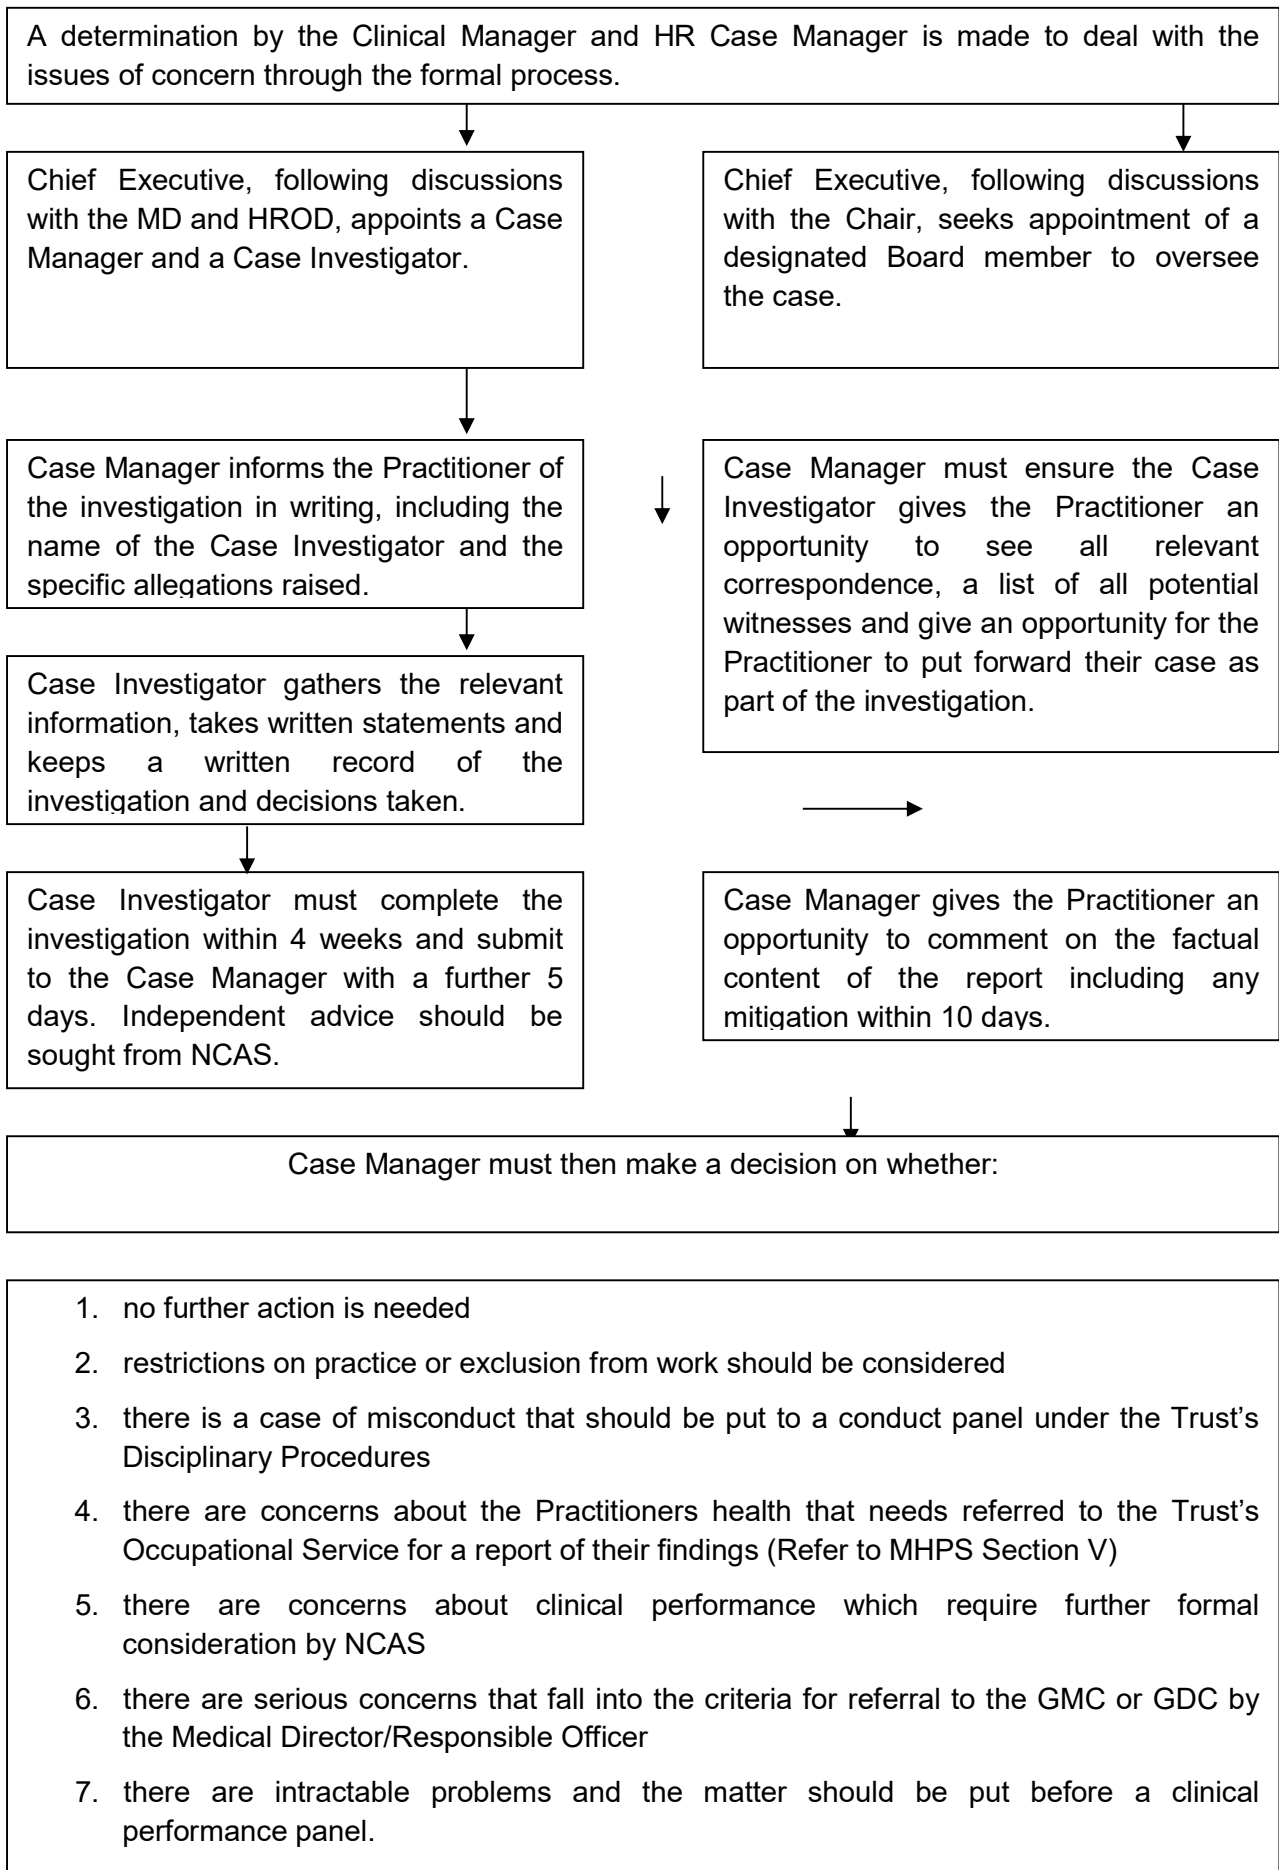 A determination by the Clinical Manager and HR Case Manager is made to deal with the
issues of concern through the formal process.
Chief Executive, following discussions
with the MD and HROD, appoints a Case
Manager and a Case Investigator.
Chief Executive, following discussions
with the Chair, seeks appointment of a
designated Board member to oversee
the case.
Case Manager informs the Practitioner of
the investigation in writing, including the
name of the Case Investigator and the
specific allegations raised.
Case Manager must ensure the Case
Investigator gives the Practitioner an
opportunity to see all relevant
correspondence, a list of all potential
witnesses and give an opportunity for the
Practitioner to put forward their case as
part of the investigation.
Case Investigator gathers the relevant
information, takes written statements and
keeps a written record of the
investigation and decisions taken.
Case Investigator must complete the
investigation within 4 weeks and submit
to the Case Manager with a further 5
days. Independent advice should be
sought from NCAS.
Case Manager gives the Practitioner an
opportunity to comment on the factual
content of the report including any
mitigation within 10 days.
Case Manager must then make a decision on whether:
1. no further action is needed
2. restrictions on practice or exclusion from work should be considered
3. there is a case of misconduct that should be put to a conduct panel under the Trust’s
Disciplinary Procedures
4. there are concerns about the Practitioners health that needs referred to the Trust’s
Occupational Service for a report of their findings (Refer to MHPS Section V)
5. there are concerns about clinical performance which require further formal
consideration by NCAS
6. there are serious concerns that fall into the criteria for referral to the GMC or GDC by
the Medical Director/Responsible Officer
7. there are intractable problems and the matter should be put before a clinical
performance panel.